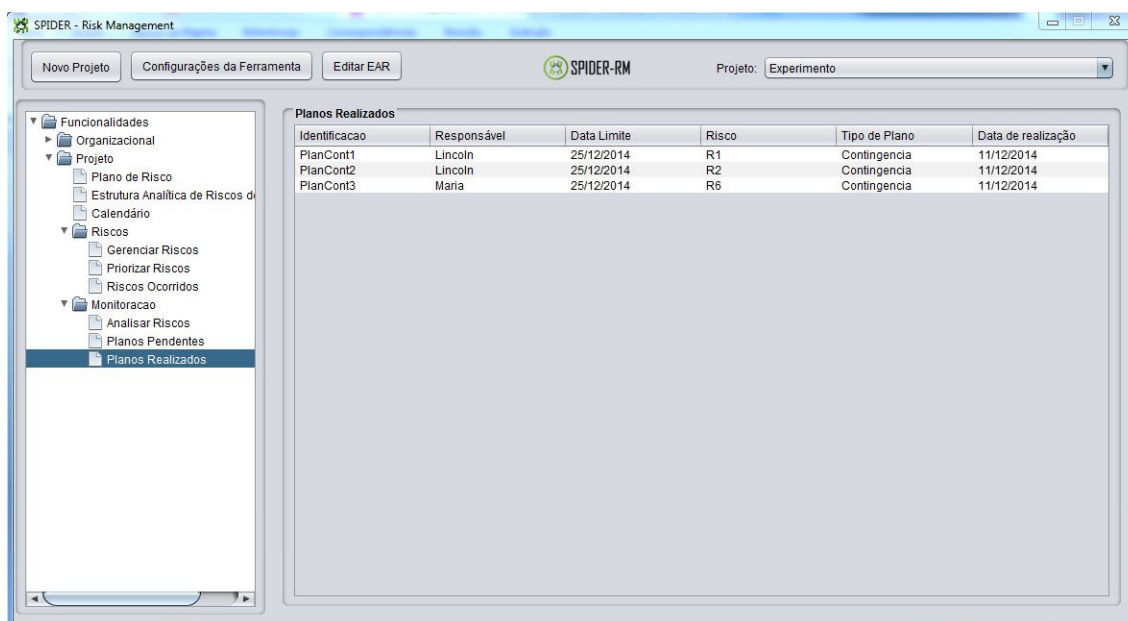 SPIDER - Risk Management
Novo Projeto Configurações da Ferramenta Editar EAR SPIDER-RM Projeto: Experimento
Funcionalidades
Organizacional
Projeto
Plano de Risco
Estrutura Analítica de Riscos d
Calendário
Riscos
Gerenciar Riscos
Priorizar Riscos
Riscos Ocorridos
Monitoracao
Analisar Riscos
Planos Pendentes
Planos Realizados
Planos Realizados
Identificacao Responsável Data Limite Risco Tipo de Plano Data de realização
PlanCont1 Lincoln 25/12/2014 R1 Contingencia 11/12/2014
PlanCont2 Lincoln 25/12/2014 R2 Contingencia 11/12/2014
PlanCont3 Maria 25/12/2014 R6 Contingencia 11/12/2014